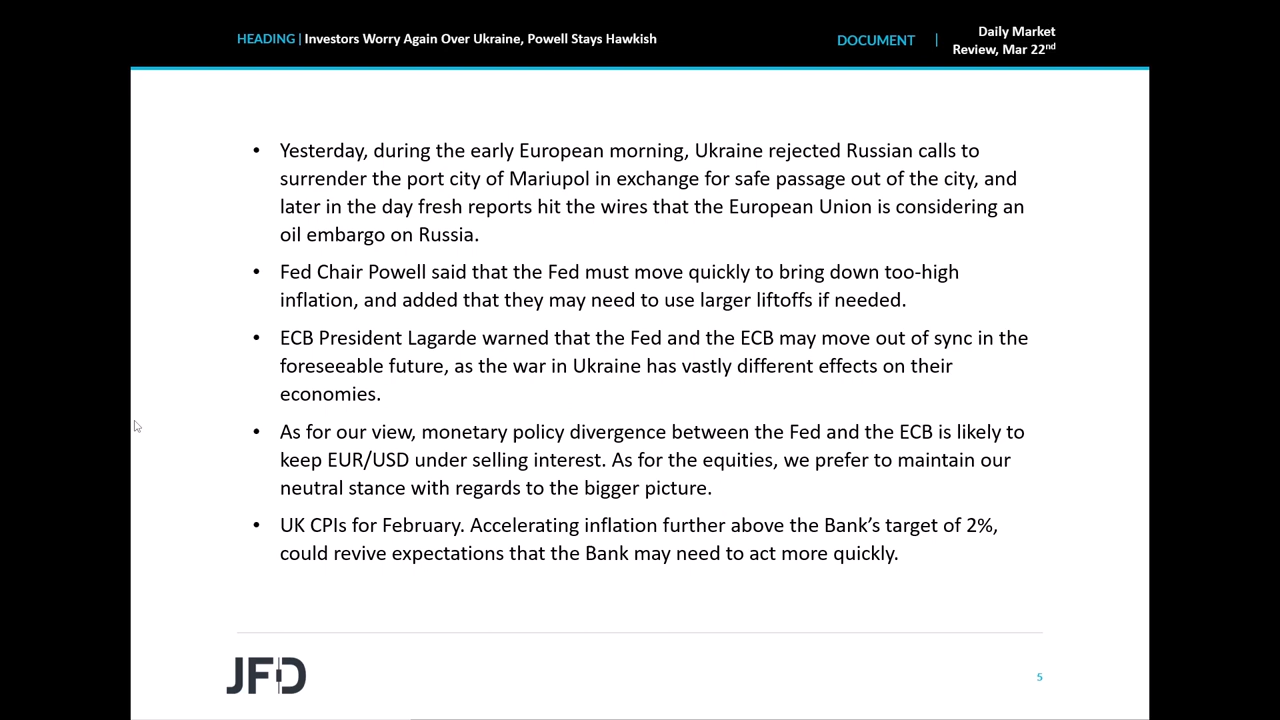 HEADING | Investors Worry Again Over Ukraine, Powell Stays Hawkish
DOCUMENT | Daily Market
Review, Mar 22nd
• Yesterday, during the early European morning, Ukraine rejected Russian calls to
surrender the port city of Mariupol in exchange for safe passage out of the city, and
later in the day fresh reports hit the wires that the European Union is considering an
oil embargo on Russia.
• Fed Chair Powell said that the Fed must move quickly to bring down too-high
inflation, and added that they may need to use larger liftoffs if needed.
• ECB President Lagarde warned that the Fed and the ECB may move out of sync in the
foreseeable future, as the war in Ukraine has vastly different effects on their
economies.
• As for our view, monetary policy divergence between the Fed and the ECB is likely to
keep EUR/USD under selling interest. As for the equities, we prefer to maintain our
neutral stance with regards to the bigger picture.
• UK CPIs for February. Accelerating inflation further above the Bank’s target of 2%,
could revive expectations that the Bank may need to act more quickly.
JFD
5